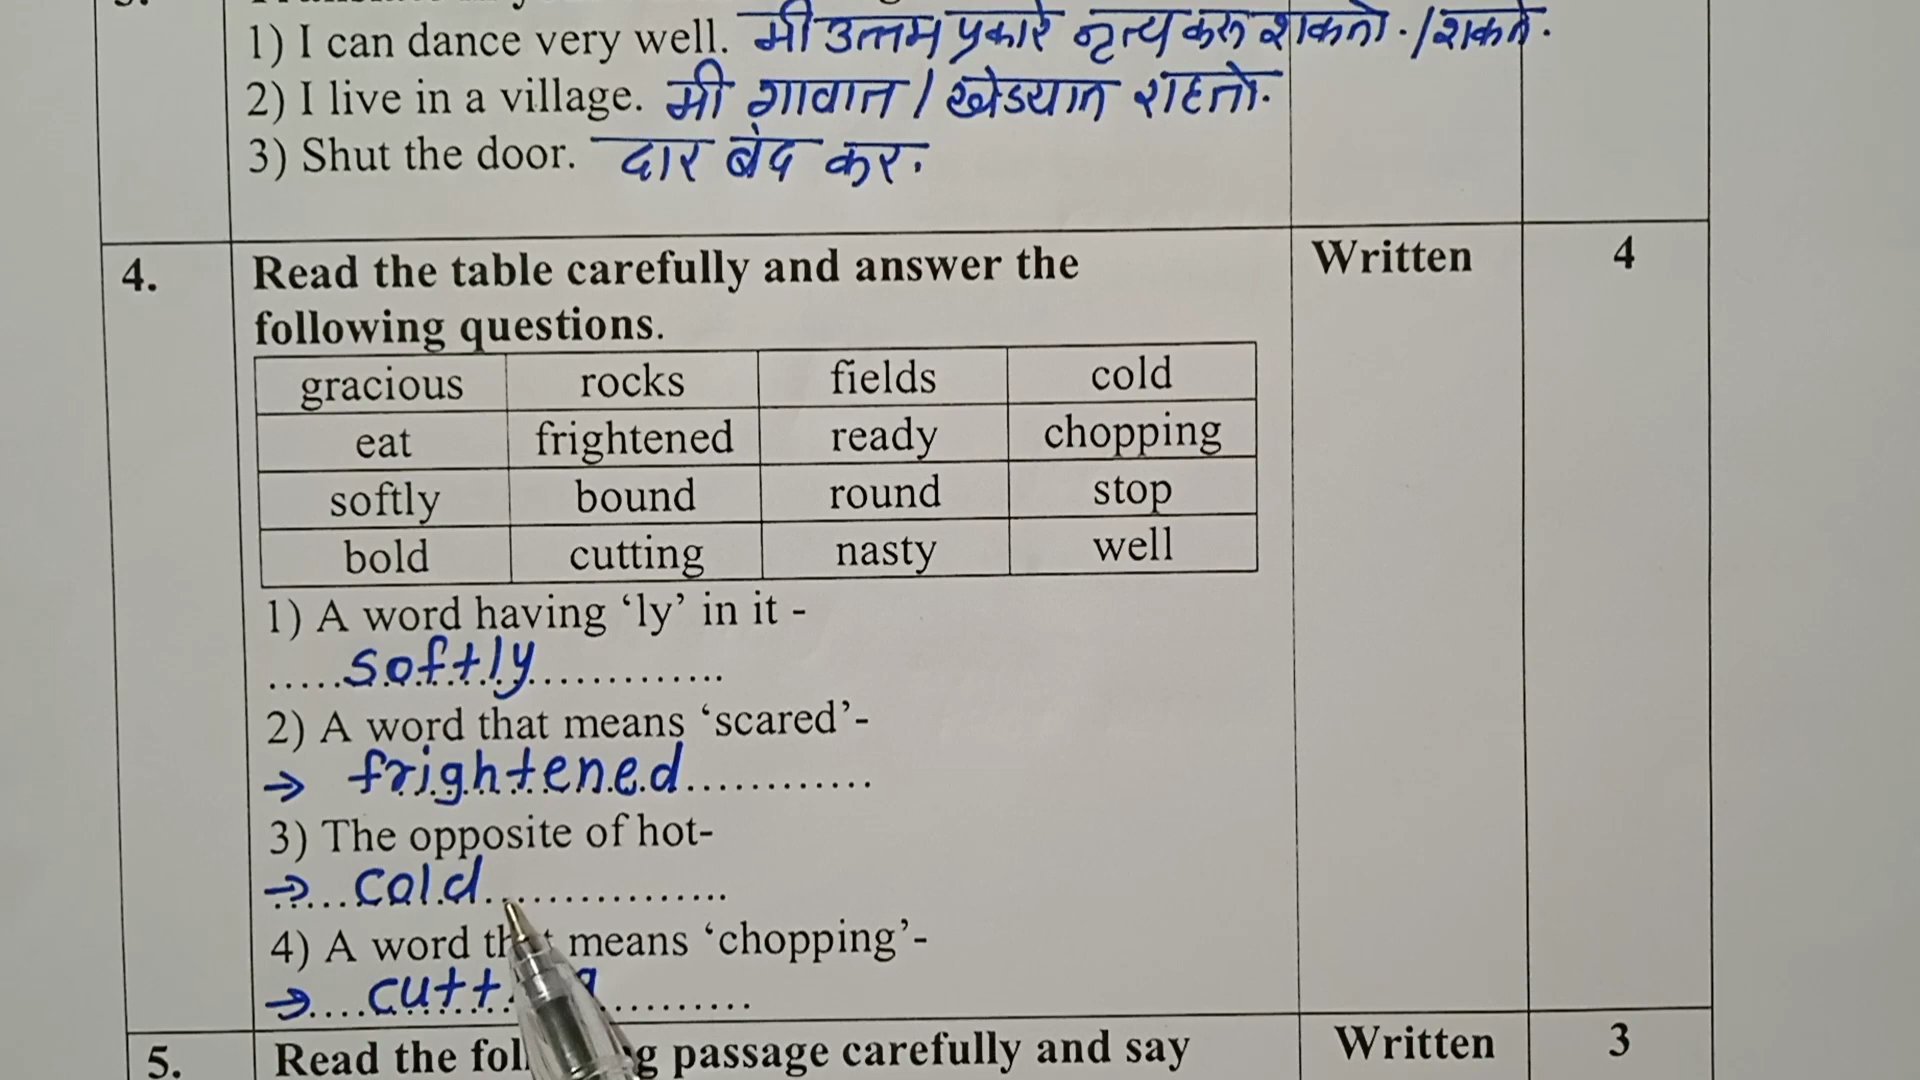 1) I can dance very well. मी उत्तम प्रकारे नृत्य करू शकतो. / शकते.
2) I live in a village. मी गावात / खेड्यात राहतो.
3) Shut the door. दार बंद कर.
4. Read the table carefully and answer the Written 4
following questions.
gracious rocks fields cold
eat frightened ready chopping
softly bound round stop
bold cutting nasty well
1) A word having ‘ly’ in it -
.....softly.............
2) A word that means ‘scared’-
→ frightened............
3) The opposite of hot-
→...cold................
4) A word means ‘chopping’-
→....
5. Read the passage carefully and say Written 3